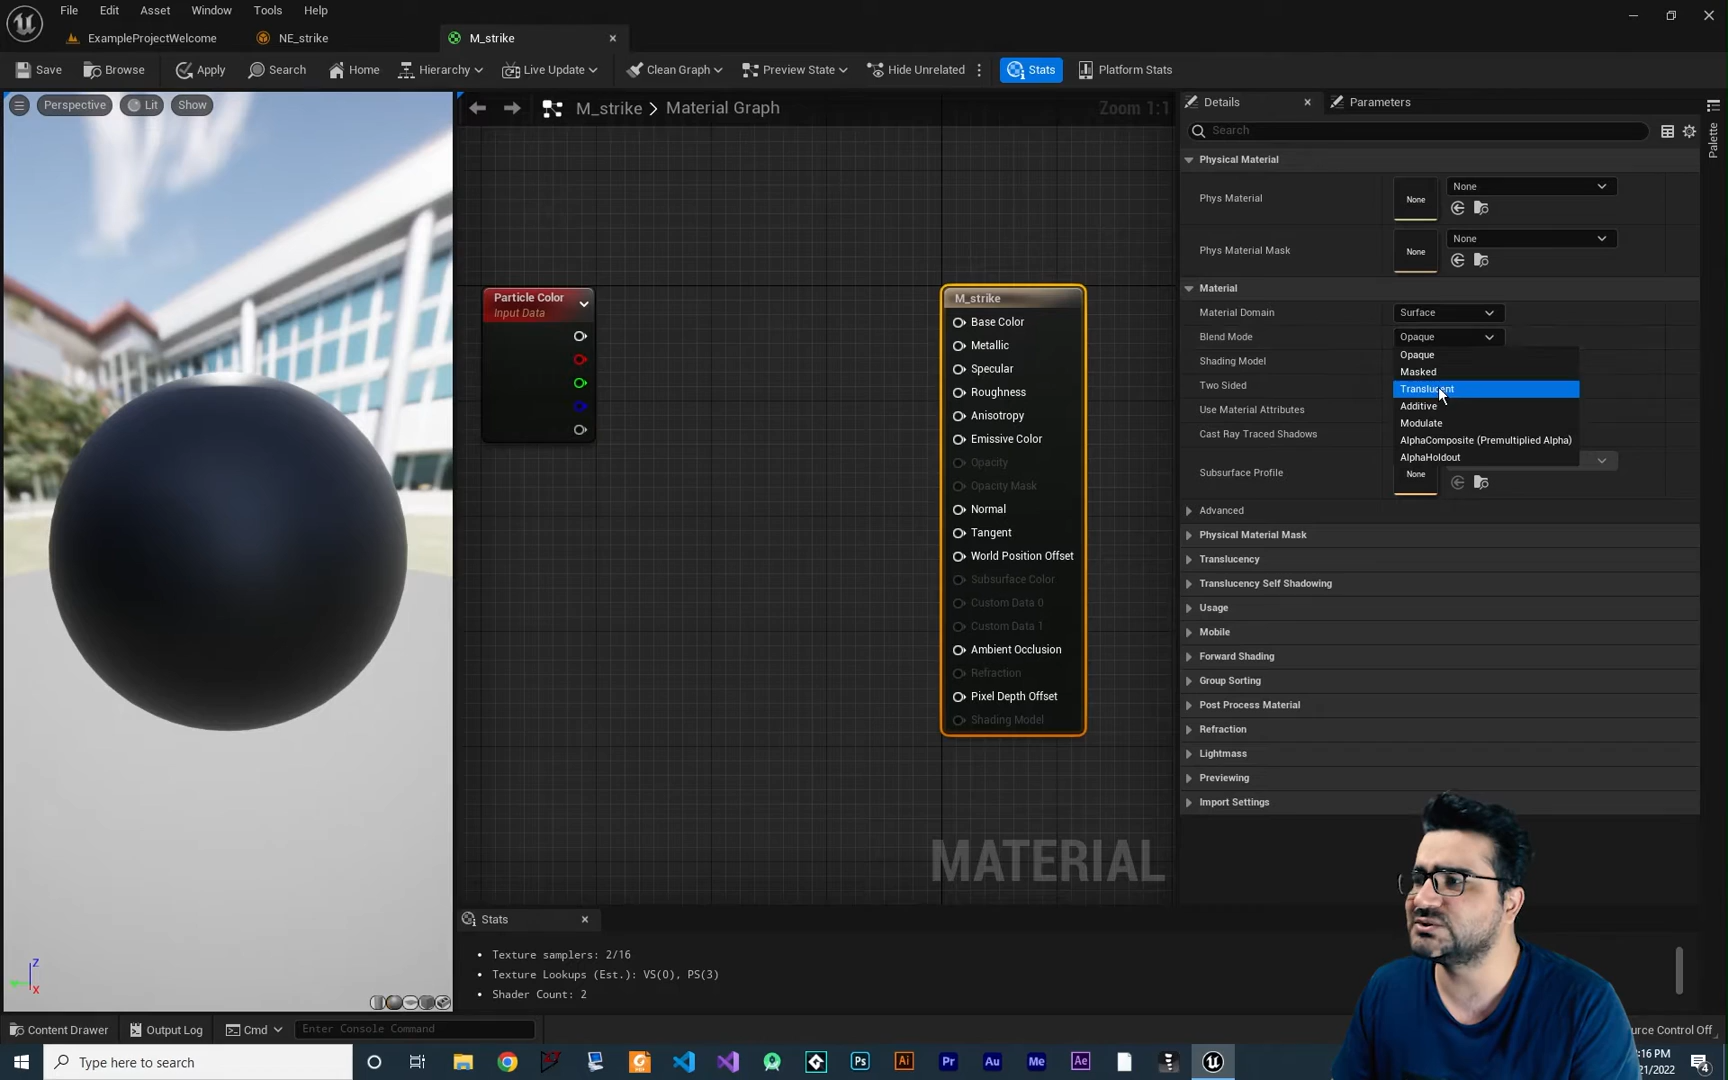 File Edit Asset Window Tools Help
ExampleProjectWelcome NE_strike M_strike
Save Browse Apply Search Home Hierarchy Live Update Clean Graph Preview State Hide Unrelated Stats Platform Stats
Perspective Lit Show
M_strike > Material Graph
Zoom 1:1
Particle Color
Input Data
M_strike
Base Color
Metallic
Specular
Roughness
Anisotropy
Emissive Color
Opacity
Opacity Mask
Normal
Tangent
World Position Offset
Subsurface Color
Custom Data 0
Custom Data 1
Ambient Occlusion
Refraction
Pixel Depth Offset
Shading Model
MATERIAL
Stats
Texture samplers: 2/16
Texture Lookups (Est.): VS(0), PS(3)
Shader Count: 2
Details Parameters
Palette
Search
Physical Material
Phys Material None None
Phys Material Mask None None
Material
Material Domain Surface
Blend Mode Opaque
Opaque
Masked
Translucent
Additive
Modulate
AlphaComposite (Premultiplied Alpha)
AlphaHoldout
Shading Model
Two Sided
Use Material Attributes
Cast Ray Traced Shadows
Subsurface Profile None
Advanced
Physical Material Mask
Translucency
Translucency Self Shadowing
Usage
Mobile
Forward Shading
Group Sorting
Post Process Material
Refraction
Lightmass
Previewing
Import Settings
Z
X
Content Drawer Output Log Cmd Enter Console Command
urce Control Off
Type here to search
Ps Ai Pr Au Me Ae
:16 PM
21/2022
4